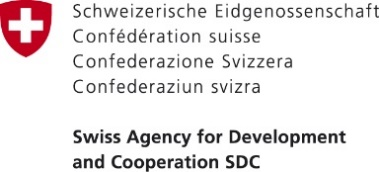 Schweizerische Eidgenossenschaft
Confédération suisse
Confederazione Svizzera
Confederaziun svizra
Swiss Agency for Development
and Cooperation SDC